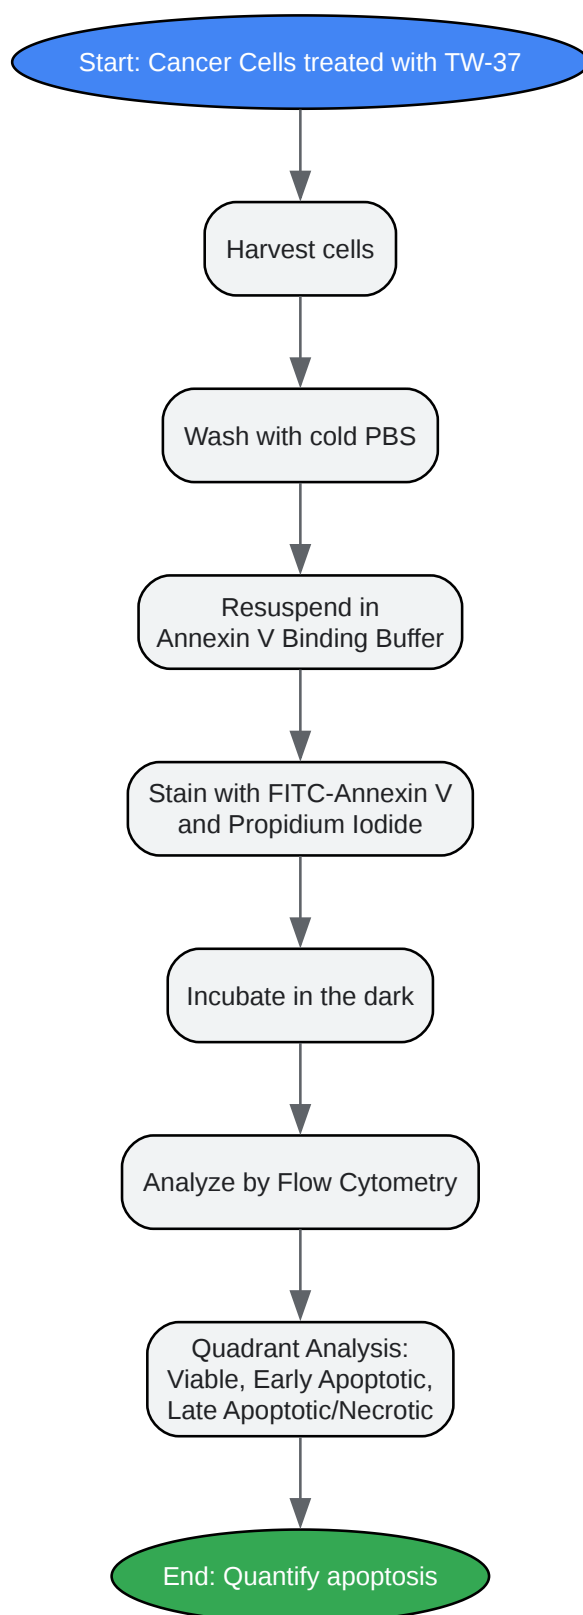 Start: Cancer Cells treated with TW-37
Harvest cells
Wash with cold PBS
Resuspend in
Annexin V Binding Buffer
Stain with FITC-Annexin V
and Propidium Iodide
Incubate in the dark
Analyze by Flow Cytometry
Quadrant Analysis:
Viable, Early Apoptotic,
Late Apoptotic/Necrotic
End: Quantify apoptosis